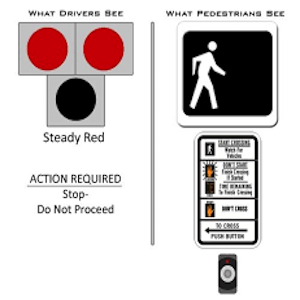 WHAT DRIVERS SEE
Steady Red
ACTION REQUIRED
Stop-
Do Not Proceed
WHAT PEDESTRIANS SEE
START CROSSING
Watch For
Vehicles
DON'T START
Finish Crossing
If Started
TIME REMAINING
To Finish Crossing
DON'T CROSS
TO CROSS
PUSH BUTTON